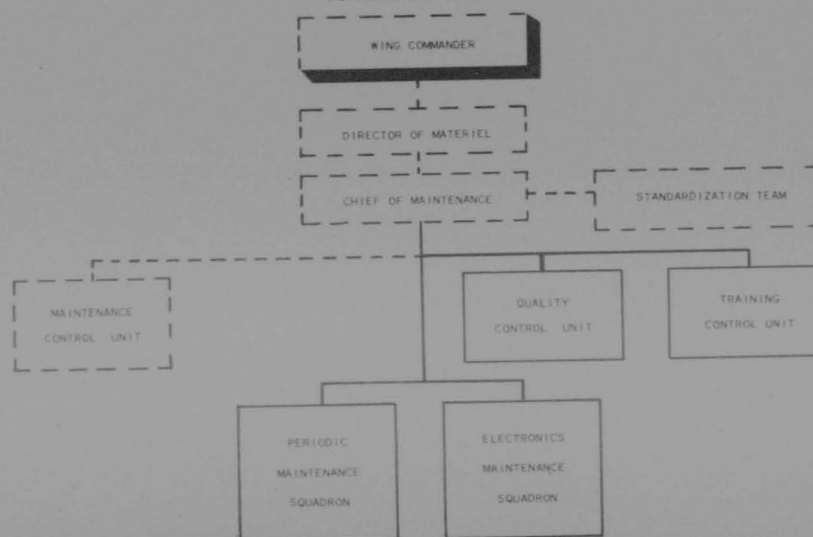 WING COMMANDER
DIRECTOR OF MATERIEL
CHIEF OF MAINTENANCE
STANDARDIZATION TEAM
MAINTENANCE
CONTROL UNIT
QUALITY
CONTROL UNIT
TRAINING
CONTROL UNIT
PERIODIC
MAINTENANCE
SQUADRON
ELECTRONICS
MAINTENANCE
SQUADRON